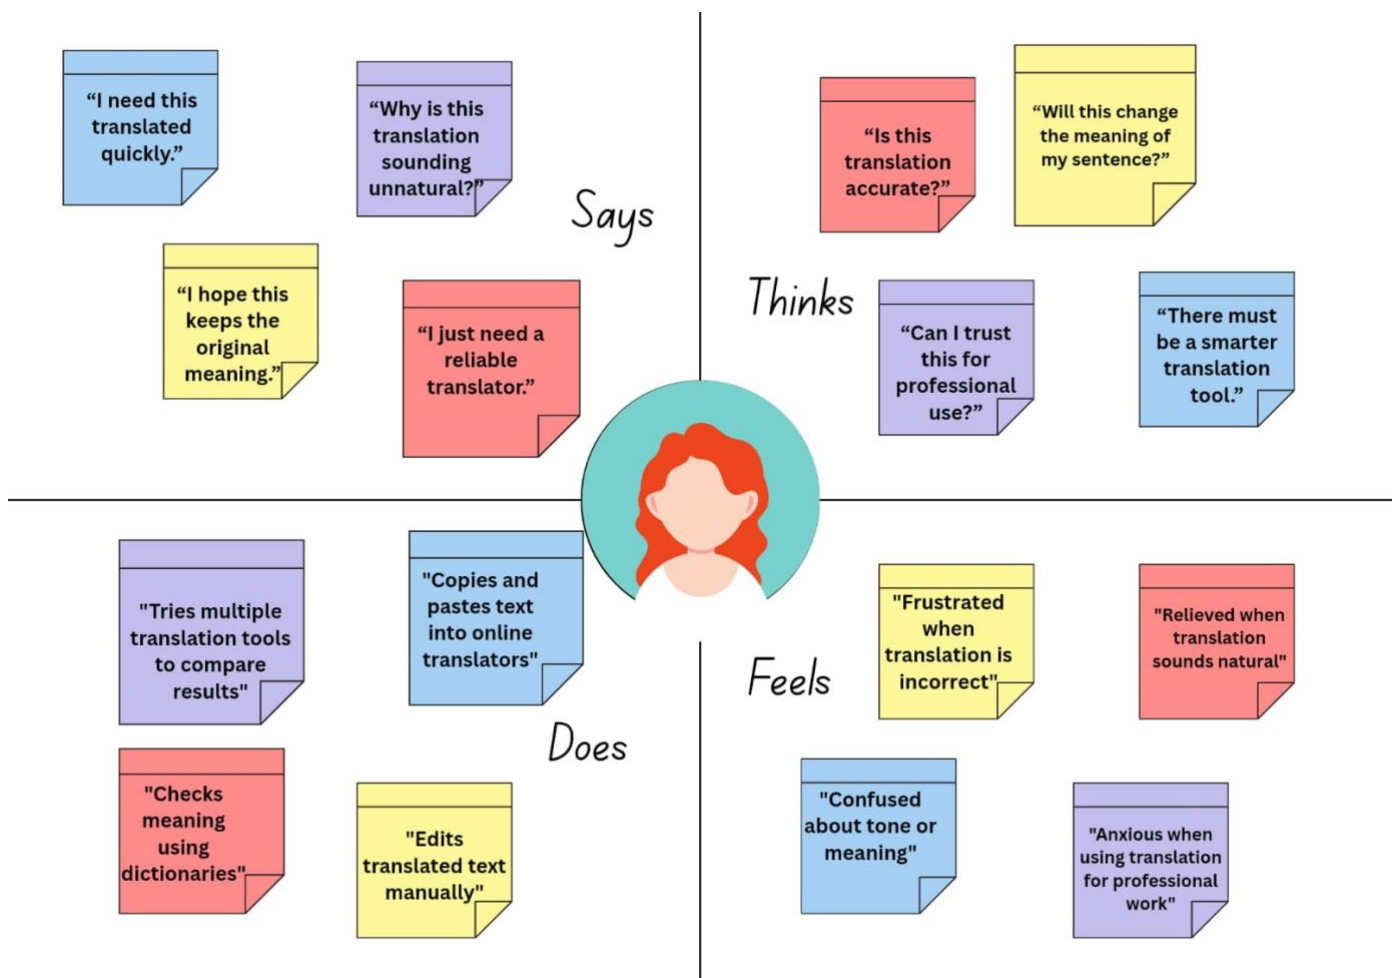 “I need this
translated
quickly.”
“Why is this
translation
sounding
unnatural?”
Says
“I hope this
keeps the
original
meaning.”
“I just need a
reliable
translator.”
“Is this
translation
accurate?”
“Will this change
the meaning of
my sentence?”
Thinks
“Can I trust
this for
professional
use?”
“There must
be a smarter
translation
tool.”
"Tries multiple
translation tools
to compare
results"
"Copies and
pastes text
into online
translators"
Does
"Checks
meaning
using
dictionaries"
"Edits
translated text
manually"
"Frustrated
when
translation is
incorrect"
"Relieved when
translation
sounds natural"
Feels
"Confused
about tone or
meaning"
"Anxious when
using translation
for professional
work"